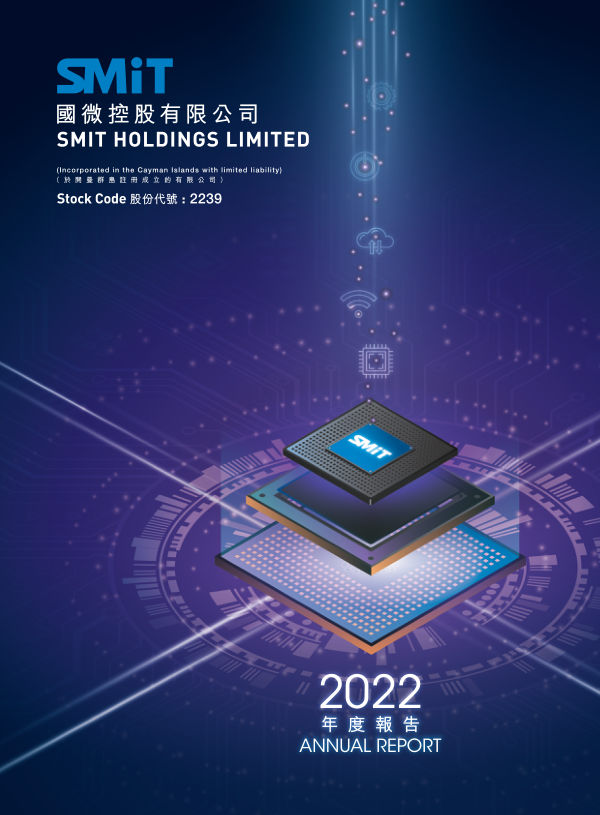 SMiT
國微控股有限公司
SMIT HOLDINGS LIMITED
(Incorporated in the Cayman Islands with limited liability)
（於開曼群島註冊成立的有限公司）
Stock Code 股份代號：2239
SMiT
2022
年度報告
ANNUAL REPORT